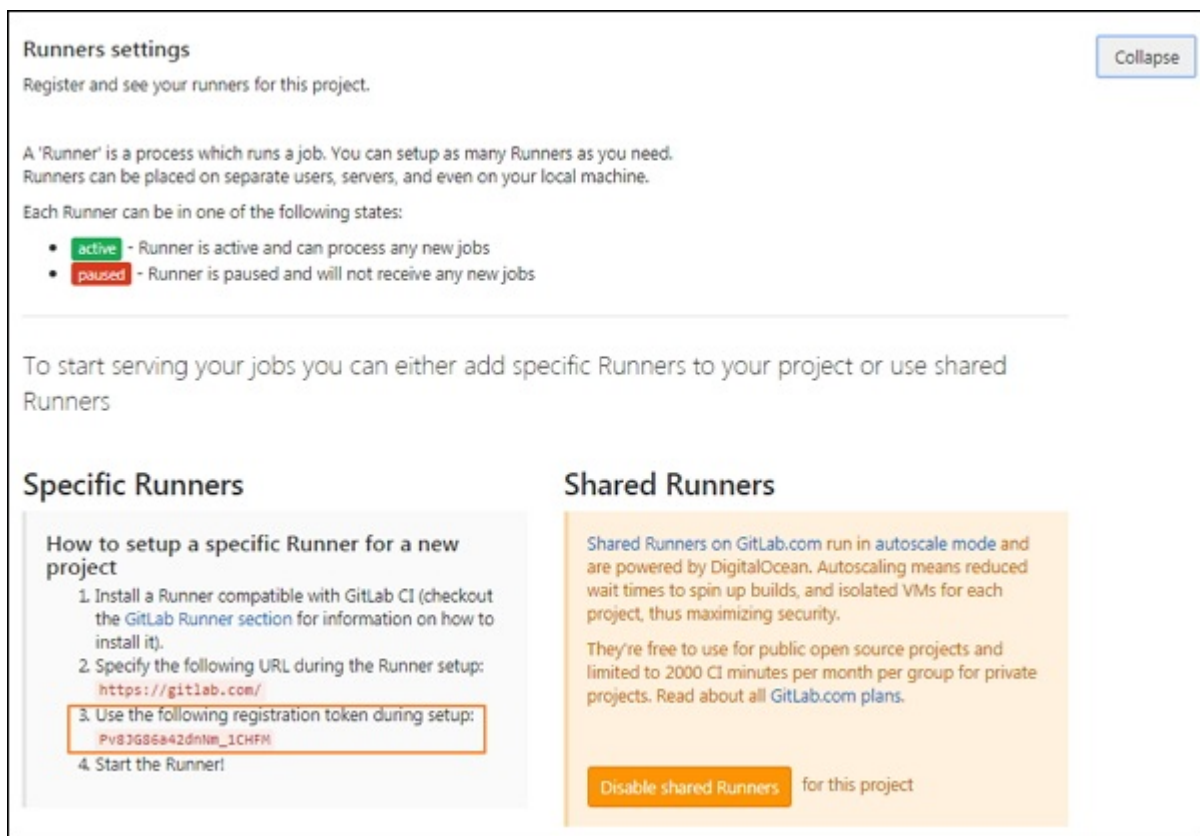 Runners settings
Collapse
Register and see your runners for this project.
A 'Runner' is a process which runs a job. You can setup as many Runners as you need.
Runners can be placed on separate users, servers, and even on your local machine.
Each Runner can be in one of the following states:
• active - Runner is active and can process any new jobs
• paused - Runner is paused and will not receive any new jobs
To start serving your jobs you can either add specific Runners to your project or use shared
Runners
Specific Runners
How to setup a specific Runner for a new
project
1. Install a Runner compatible with GitLab CI (checkout
the GitLab Runner section for information on how to
install it).
2. Specify the following URL during the Runner setup:
https://gitlab.com/
3. Use the following registration token during setup:
Pv8JG86a42dnNm_1CHFM
4. Start the Runner!
Shared Runners
Shared Runners on GitLab.com run in autoscale mode and
are powered by DigitalOcean. Autoscaling means reduced
wait times to spin up builds, and isolated VMs for each
project, thus maximizing security.
They're free to use for public open source projects and
limited to 2000 CI minutes per month per group for private
projects. Read about all GitLab.com plans.
Disable shared Runners for this project